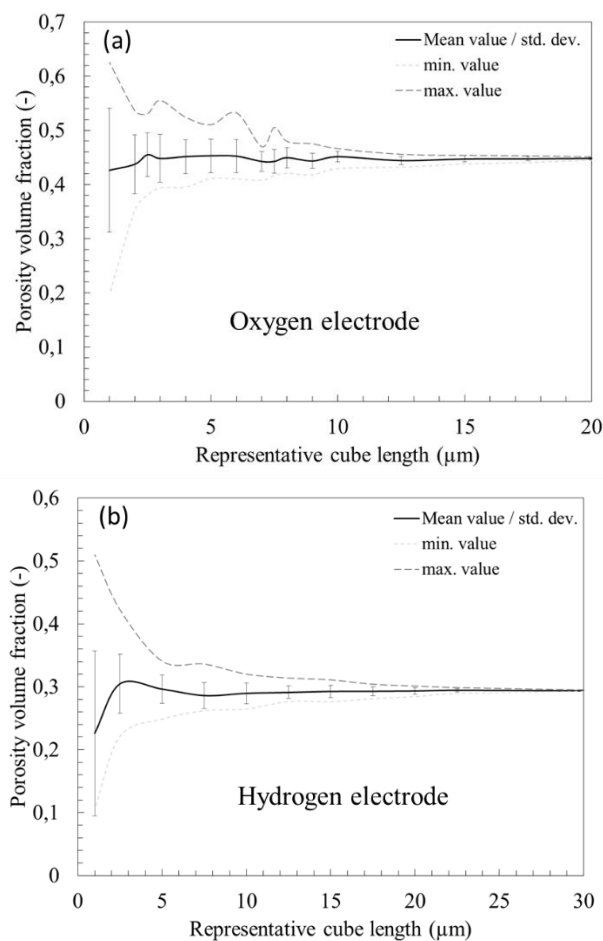 (a)
Mean value / std. dev.
min. value
max. value
Porosity volume fraction (-)
0,7
0,6
0,5
0,4
0,3
0,2
0,1
0
Oxygen electrode
0 5 10 15 20
Representative cube length (µm)
(b)
Mean value / std. dev.
min. value
max. value
Porosity volume fraction (-)
0,6
0,5
0,4
0,3
0,2
0,1
0
Hydrogen electrode
0 5 10 15 20 25 30
Representative cube length (µm)